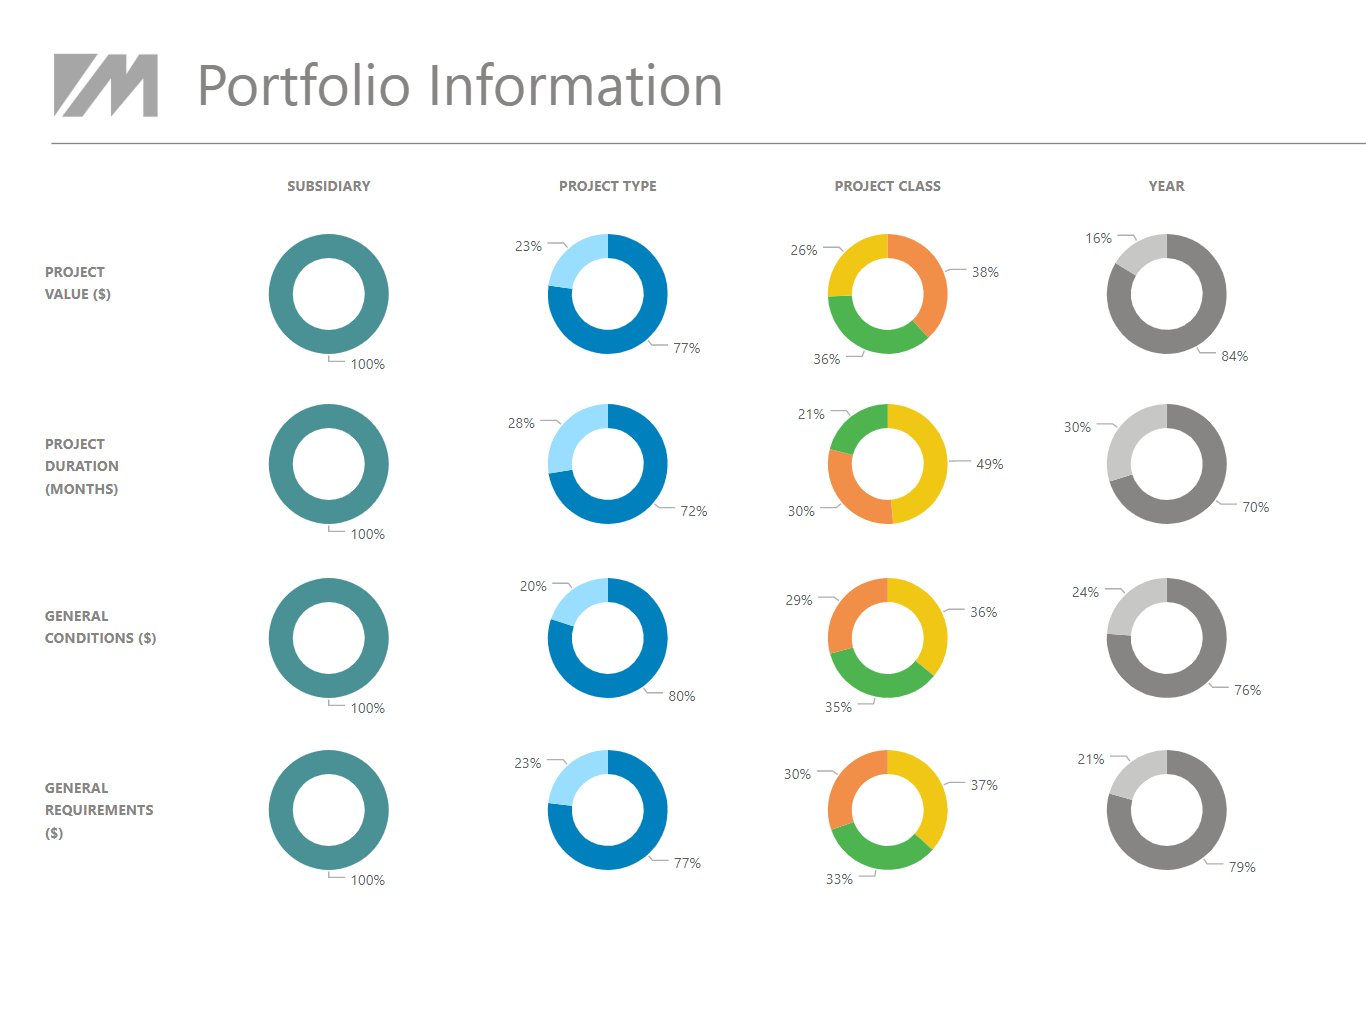 Portfolio Information
SUBSIDIARY
PROJECT TYPE
PROJECT CLASS
YEAR
PROJECT
VALUE ($)
100%
23%
77%
26%
38%
36%
16%
84%
PROJECT
DURATION
(MONTHS)
100%
28%
72%
21%
49%
30%
30%
70%
GENERAL
CONDITIONS ($)
100%
20%
80%
29%
36%
35%
24%
76%
GENERAL
REQUIREMENTS
($)
100%
23%
77%
30%
37%
33%
21%
79%